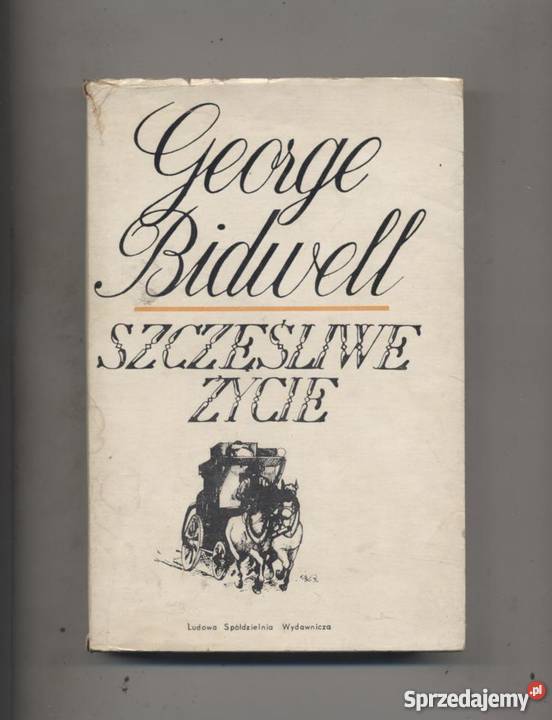 George
Bidwell
SZCZĘŚLIWE
ŻYCIE
Ludowa Spółdzielnia Wydawnicza
Sprzedajemy.pl